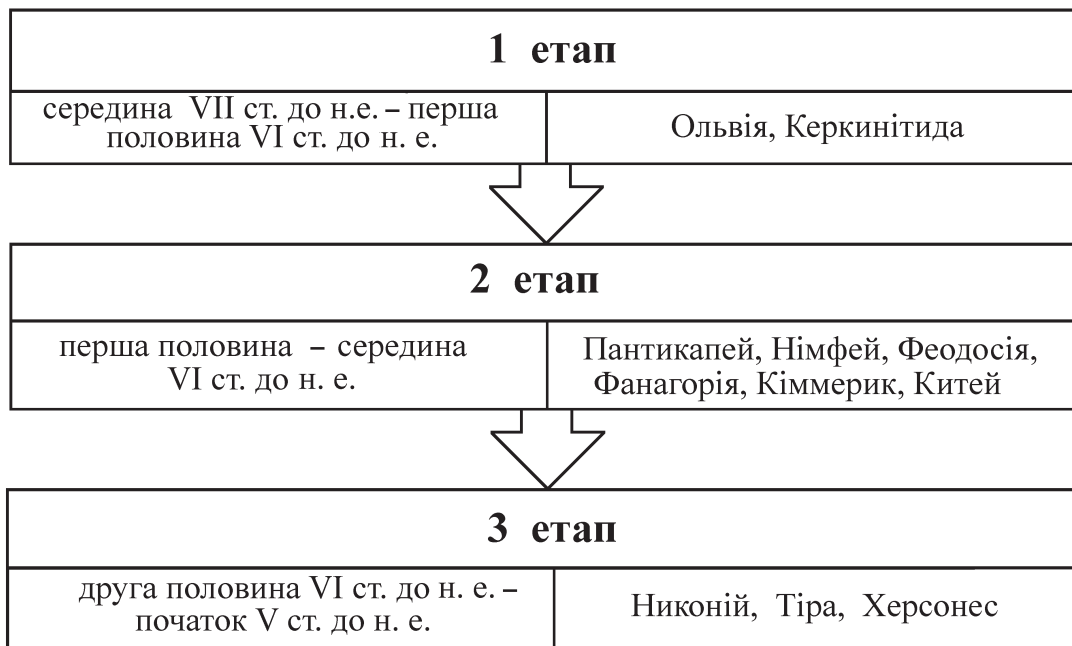 1 етап
середина VII ст. до н.е. – перша
половина VI ст. до н. е.
Ольвія, Керкинітида
2 етап
перша половина – середина
VI ст. до н. е.
Пантикапей, Німфей, Феодосія,
Фанагорія, Кіммерик, Китей
3 етап
друга половина VI ст. до н. е. –
початок V ст. до н. е.
Никоній, Тіра, Херсонес